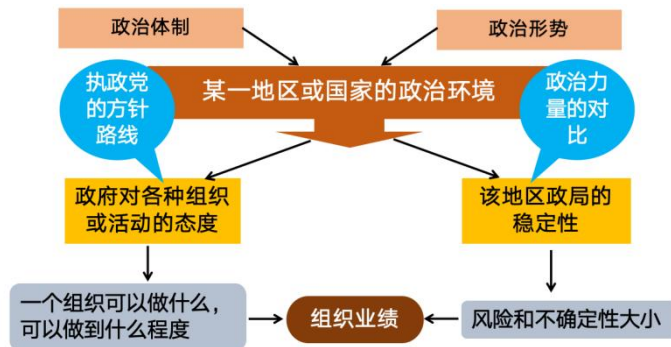 政治体制
政治形势
某一地区或国家的政治环境
执政党
的方针
路线
政治力
量的对
比
政府对各种组织
或活动的态度
该地区政局的
稳定性
一个组织可以做什么，
可以做到什么程度
组织业绩
风险和不确定性大小